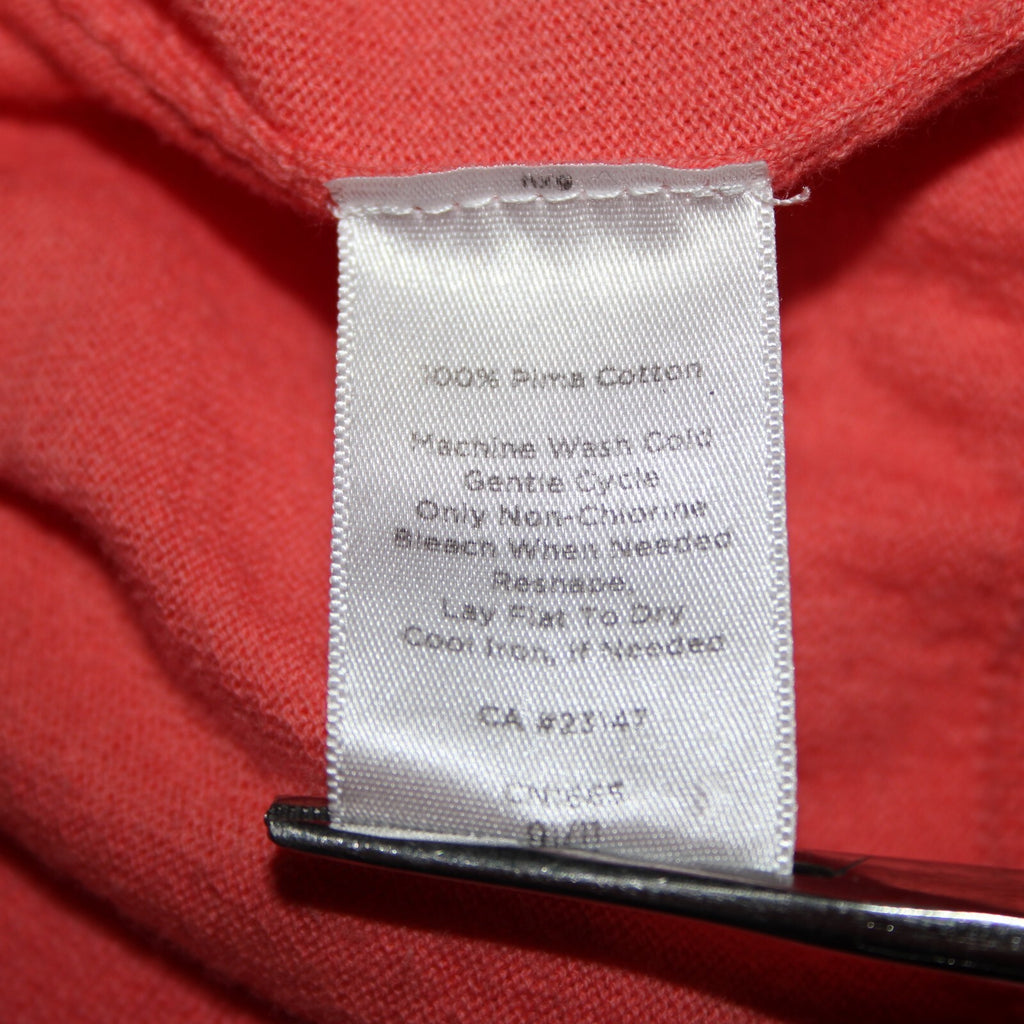 100% Pima Cotton
Machine Wash Cold
Gentle Cycle
Only Non-Chlorine
Bleach When Needed
Reshape,
Lay Flat To Dry
Cool Iron, If Needed
CA #23147